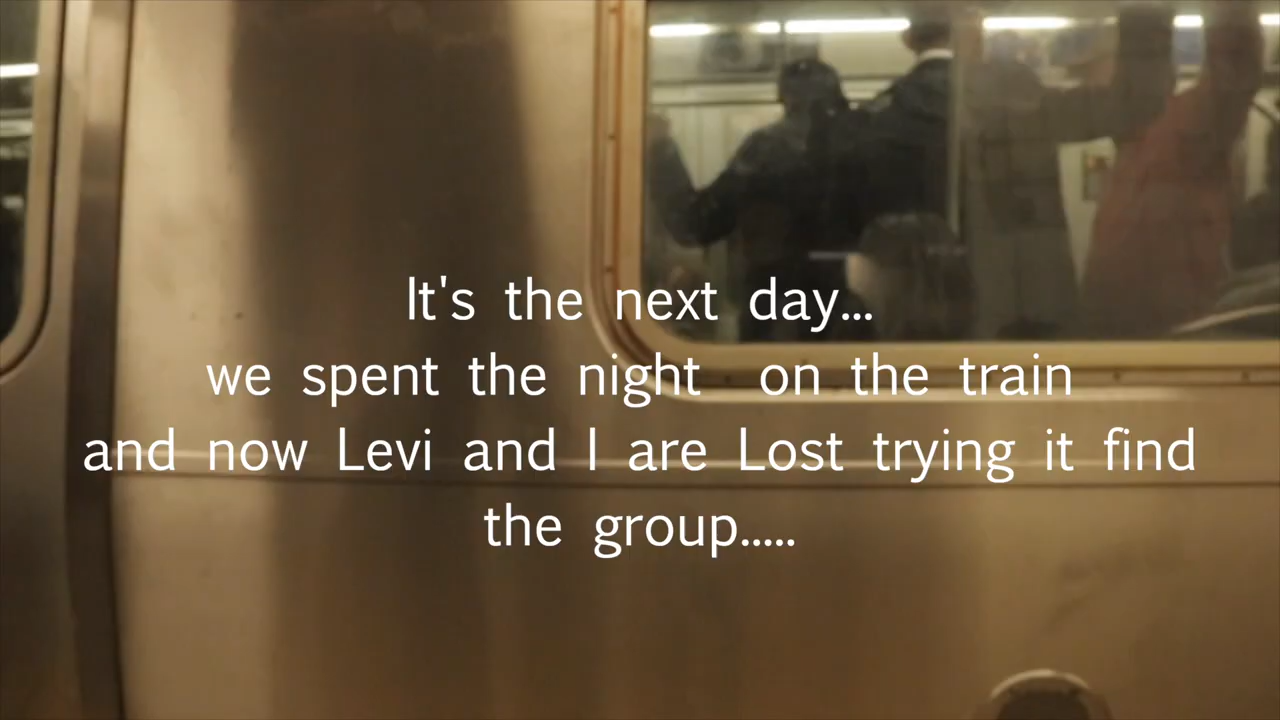 It's the next day...
we spent the night on the train
and now Levi and I are Lost trying it find
the group.....